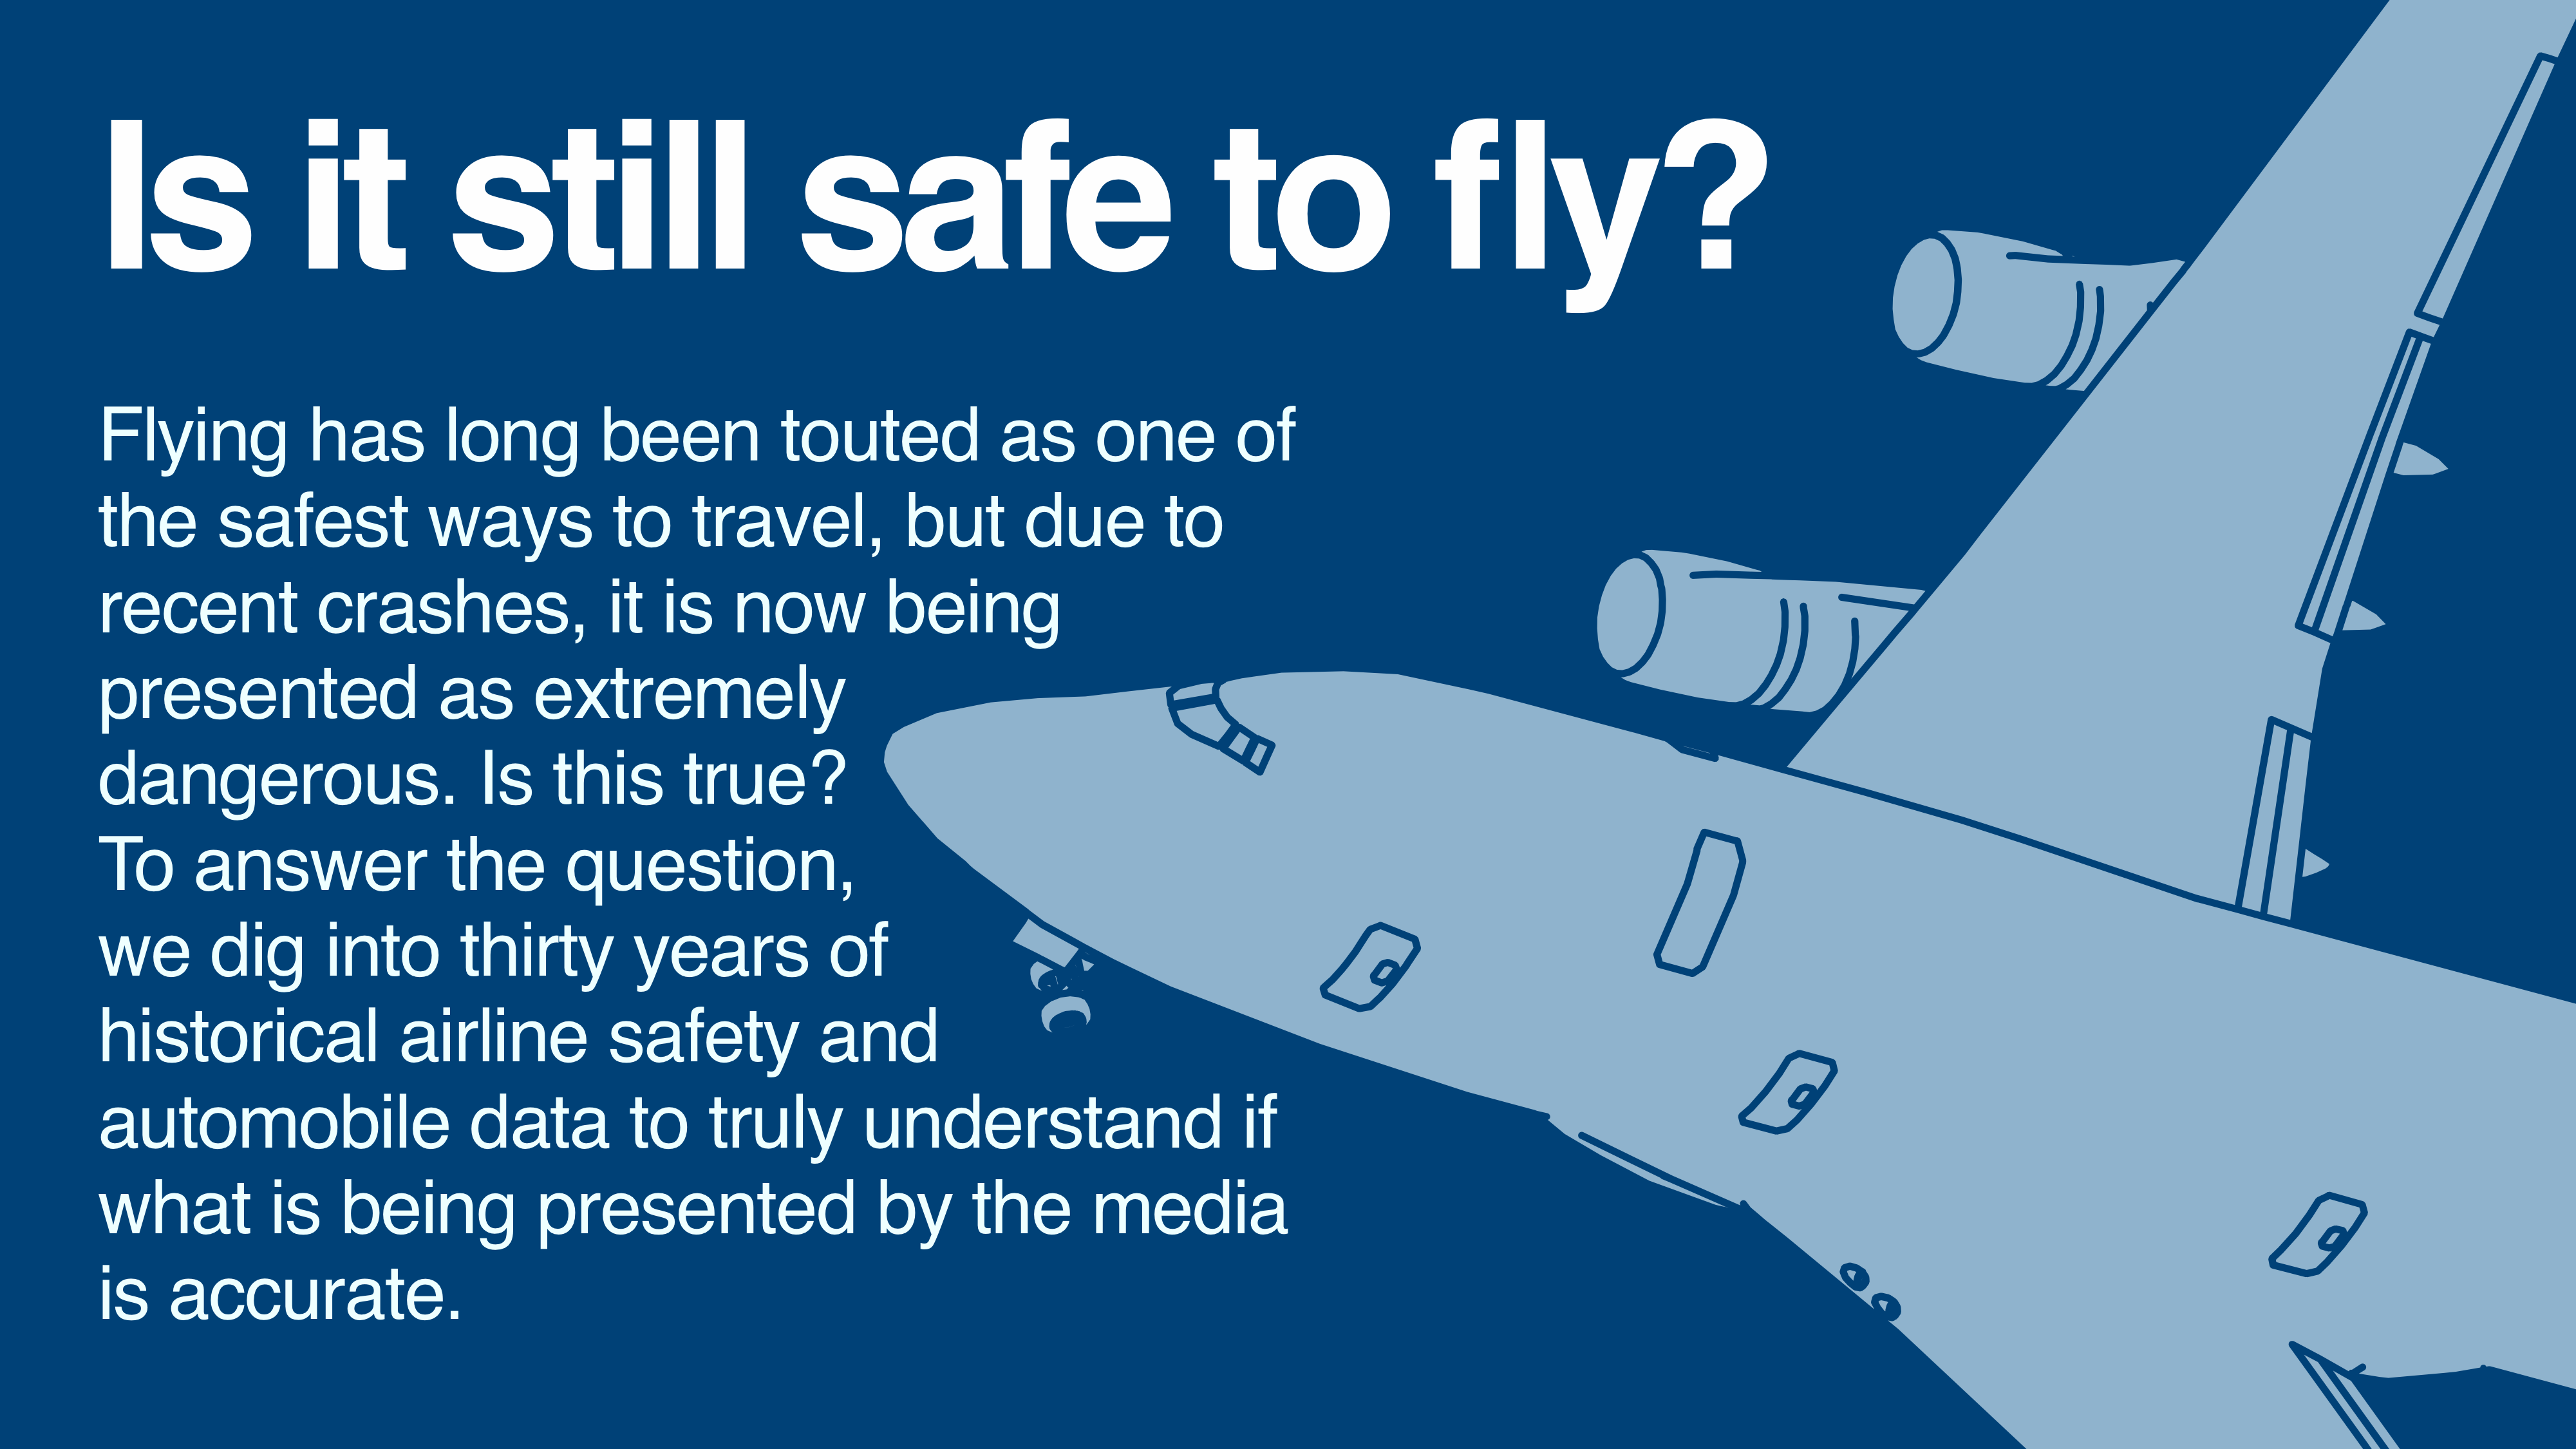 Is it still safe to fly?
Flying has long been touted as one of
the safest ways to travel, but due to
recent crashes, it is now being
presented as extremely
dangerous. Is this true?
To answer the question,
we dig into thirty years of
historical airline safety and
automobile data to truly understand if
what is being presented by the media
is accurate.